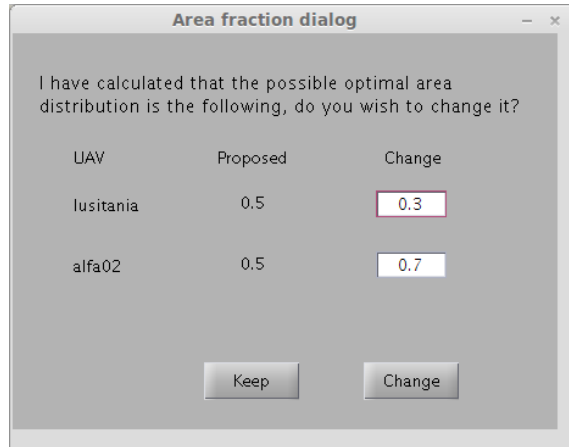 Area fraction dialog
I have calculated that the possible optimal area
distribution is the following, do you wish to change it?
UAV Proposed Change
lusitania 0.5 0.3
alfa02 0.5 0.7
Keep Change